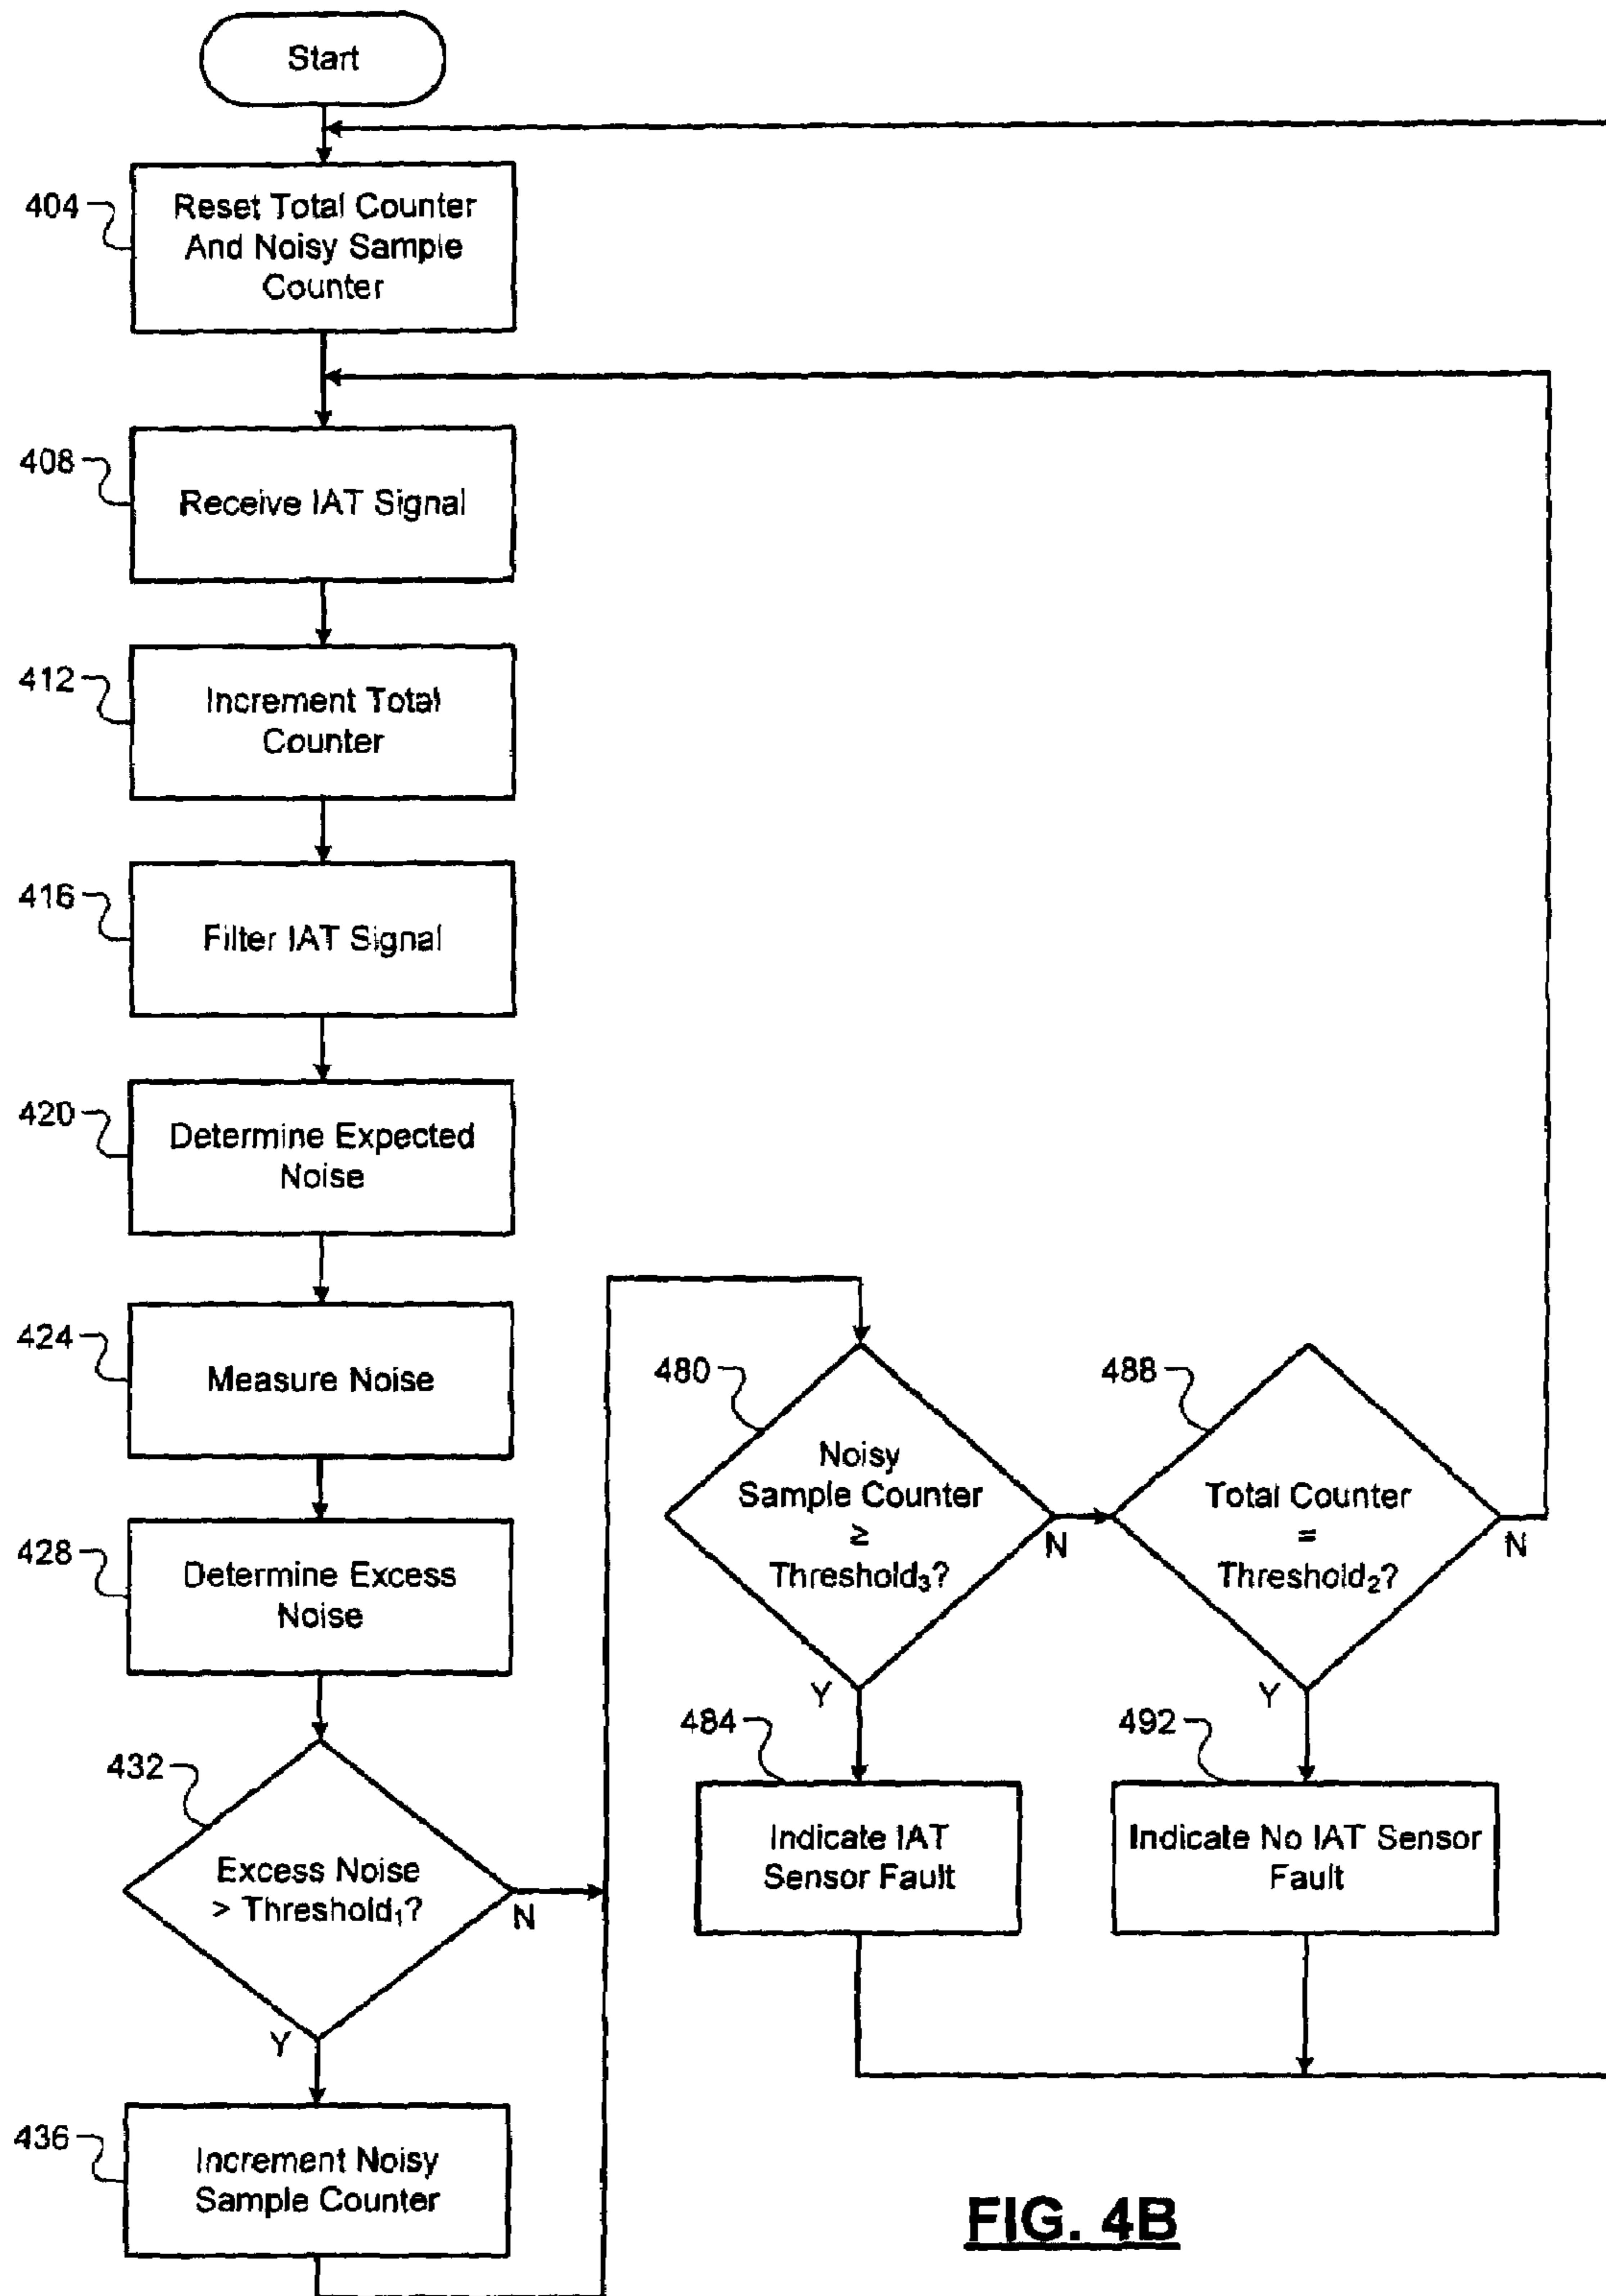 Start
404
Reset Total Counter
And Noisy Sample
Counter
408
Receive IAT Signal
412
Increment Total
Counter
416
Filter IAT Signal
420
Determine Expected
Noise
424
Measure Noise
428
Determine Excess
Noise
432
Excess Noise
> Threshold₁?
N
Y
436
Increment Noisy
Sample Counter
480
Noisy
Sample Counter
≥
Threshold₃?
N
Y
484
Indicate IAT
Sensor Fault
488
Total Counter
=
Threshold₂?
N
Y
492
Indicate No IAT Sensor
Fault
FIG. 4B